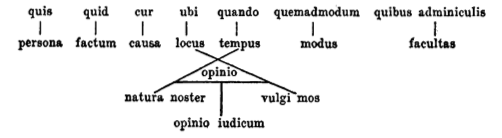 quis quid cur ubi quando quemadmodum quibus adminiculis
persona factum causa locus tempus modus facultas
opinio
natura noster vulgi mos
opinio iudicum